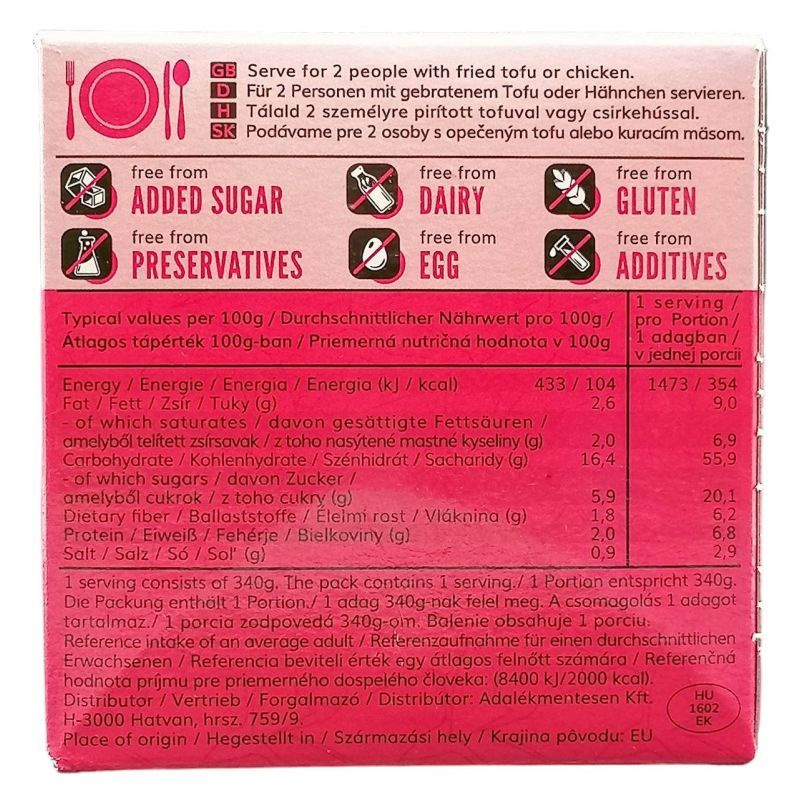 GB Serve for 2 people with fried tofu or chicken.
D Für 2 Personen mit gebratenem Tofu oder Hähnchen servieren.
H Tálald 2 személyre pirított tofuval vagy csirkehússal.
SK Podávame pre 2 osoby s opečeným tofu alebo kuracím mäsom.
free from
ADDED SUGAR
free from
DAIRY
free from
GLUTEN
free from
PRESERVATIVES
free from
EGG
free from
ADDITIVES
Typical values per 100g / Durchschnittlicher Nährwert pro 100g /
Átlagos tápérték 100g-ban / Priemerná nutričná hodnota v 100g
1 serving /
pro Portion /
1 adagban /
v jednej porcii
Energy / Energie / Energia / Energia (kJ / kcal) 433 / 104 1473 / 354
Fat / Fett / Zsír / Tuky (g) 2,6 9,0
- of which saturates / davon gesättigte Fettsäuren /
amelyből telített zsírsavak / z toho nasýtené mastné kyseliny (g) 2,0 6,9
Carbohydrate / Kohlenhydrate / Szénhidrát / Sacharidy (g) 16,4 55,9
- of which sugars / davon Zucker /
amelyből cukrok / z toho cukry (g) 5,9 20,1
Dietary fiber / Ballaststoffe / Élelmi rost / Vláknina (g) 1,8 6,2
Protein / Eiweiß / Fehérje / Bielkoviny (g) 2,0 6,8
Salt / Salz / Só / Soľ (g) 0,9 2,9
1 serving consists of 340g. The pack contains 1 serving./ 1 Portion entspricht 340g.
Die Packung enthält 1 Portion./ 1 adag 340g-nak felel meg. A csomagolás 1 adagot
tartalmaz./ 1 porcia zodpovedá 340g-om. Balenie obsahuje 1 porciu.
Reference intake of an average adult / Referenzaufnahme für einen durchschnittlichen
Erwachsenen / Referencia beviteli érték egy átlagos felnőtt számára / Referenčná
hodnota príjmu pre priemerného dospelého človeka: (8400 kJ/2000 kcal).
Distributor / Vertrieb / Forgalmazó / Distribútor: Adalékmentesen Kft.
H-3000 Hatvan, hrsz. 759/9.
Place of origin / Hegestellt in / Származási hely / Krajina pôvodu: EU
HU
1602
EK